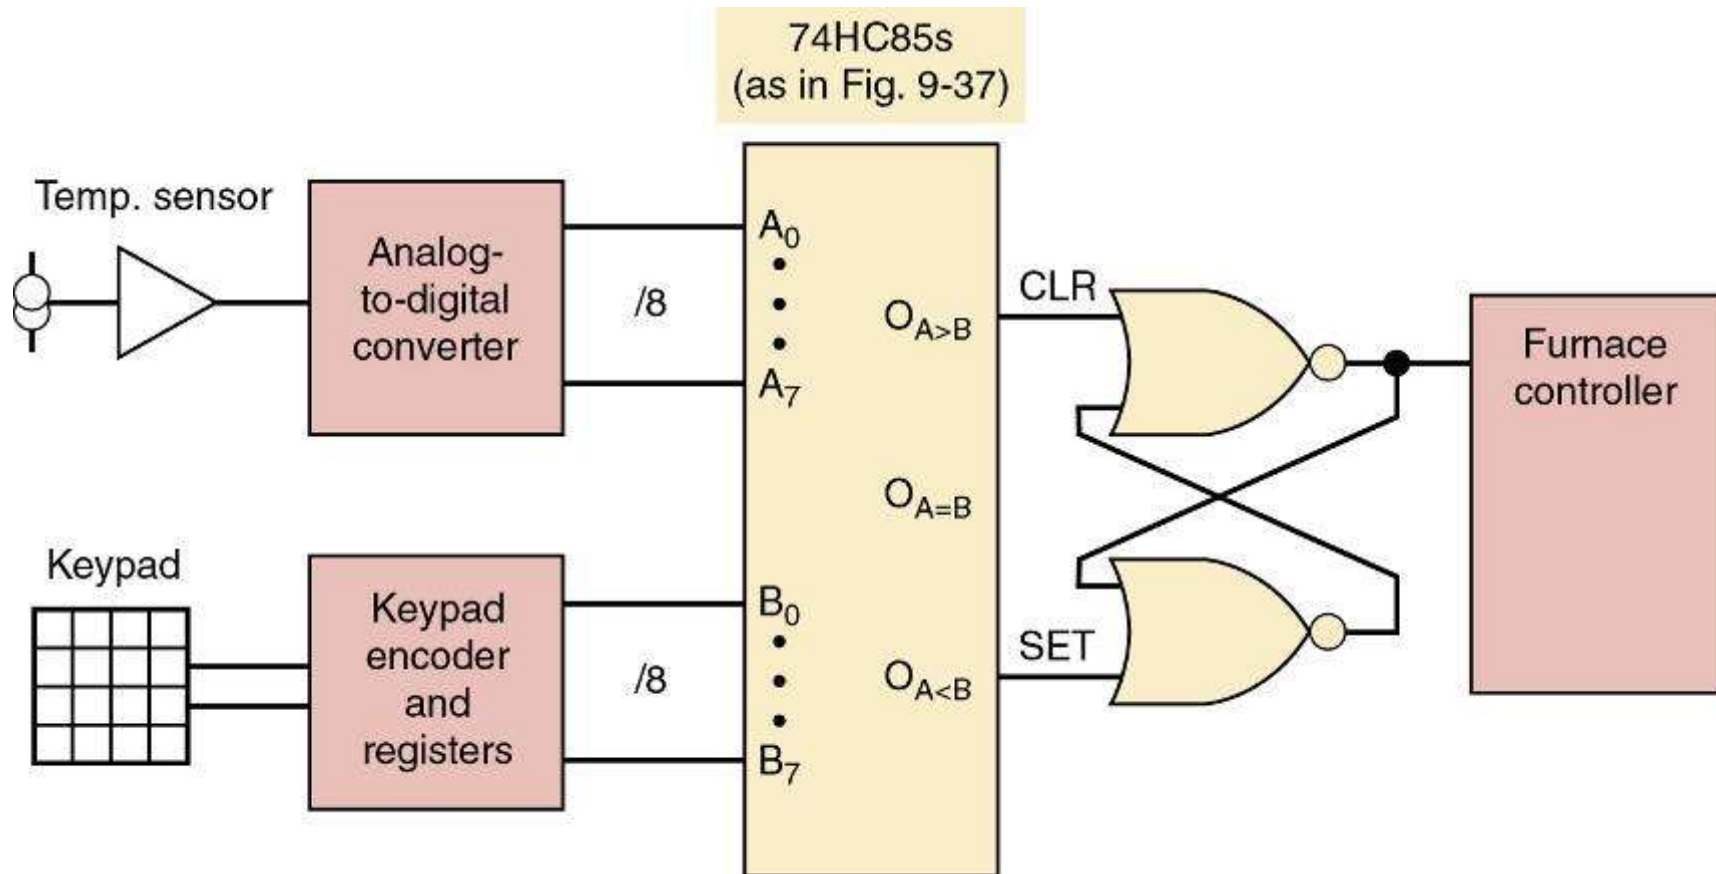 74HC85s
(as in Fig. 9-37)
Temp. sensor
Analog-
to-digital
converter
/8
A0
A7
OA>B
OA=B
OA<B
CLR
SET
Furnace
controller
Keypad
Keypad
encoder
and
registers
/8
B0
B7